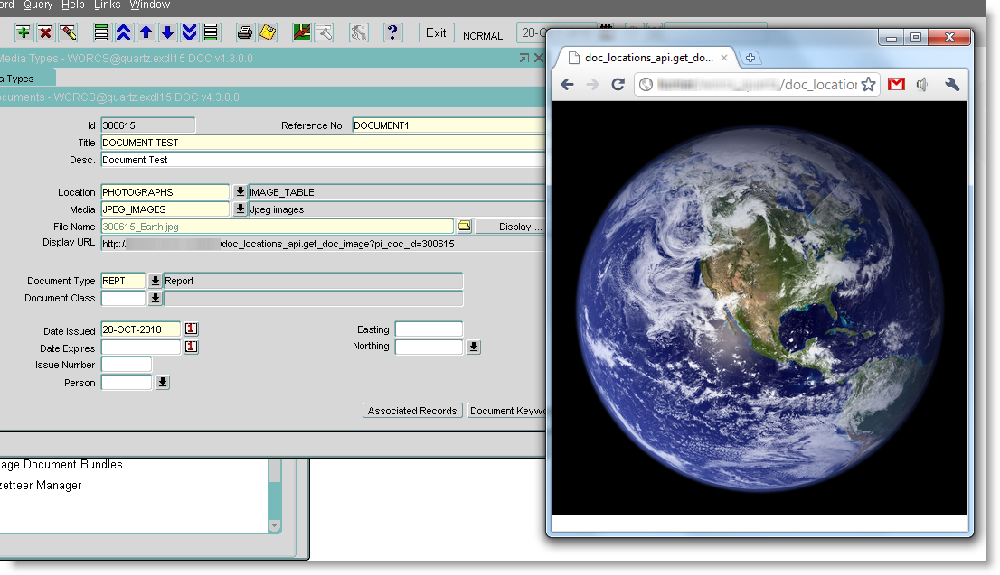 ord Query Help Links Window
Exit NORMAL 28-O
Media Types - WORCS@quartz.exdl15 DOC v4.3.0.0
a Types
ocuments - WORCS@quartz.exdl15 DOC v4.3.0.0
Id 300615 Reference No DOCUMENT1
Title DOCUMENT TEST
Desc. Document Test
Location PHOTOGRAPHS IMAGE_TABLE
Media JPEG_IMAGES Jpeg images
File Name 300615_Earth.jpg Display ...
Display URL http:/ /doc_locations_api.get_doc_image?pi_doc_id=300615
Document Type REPT Report
Document Class
Date Issued 28-OCT-2010 1 Easting
Date Expires 1 Northing
Issue Number
Person
Associated Records Document Keywo
age Document Bundles
zetteer Manager
doc_locations_api.get_do...
/doc_location